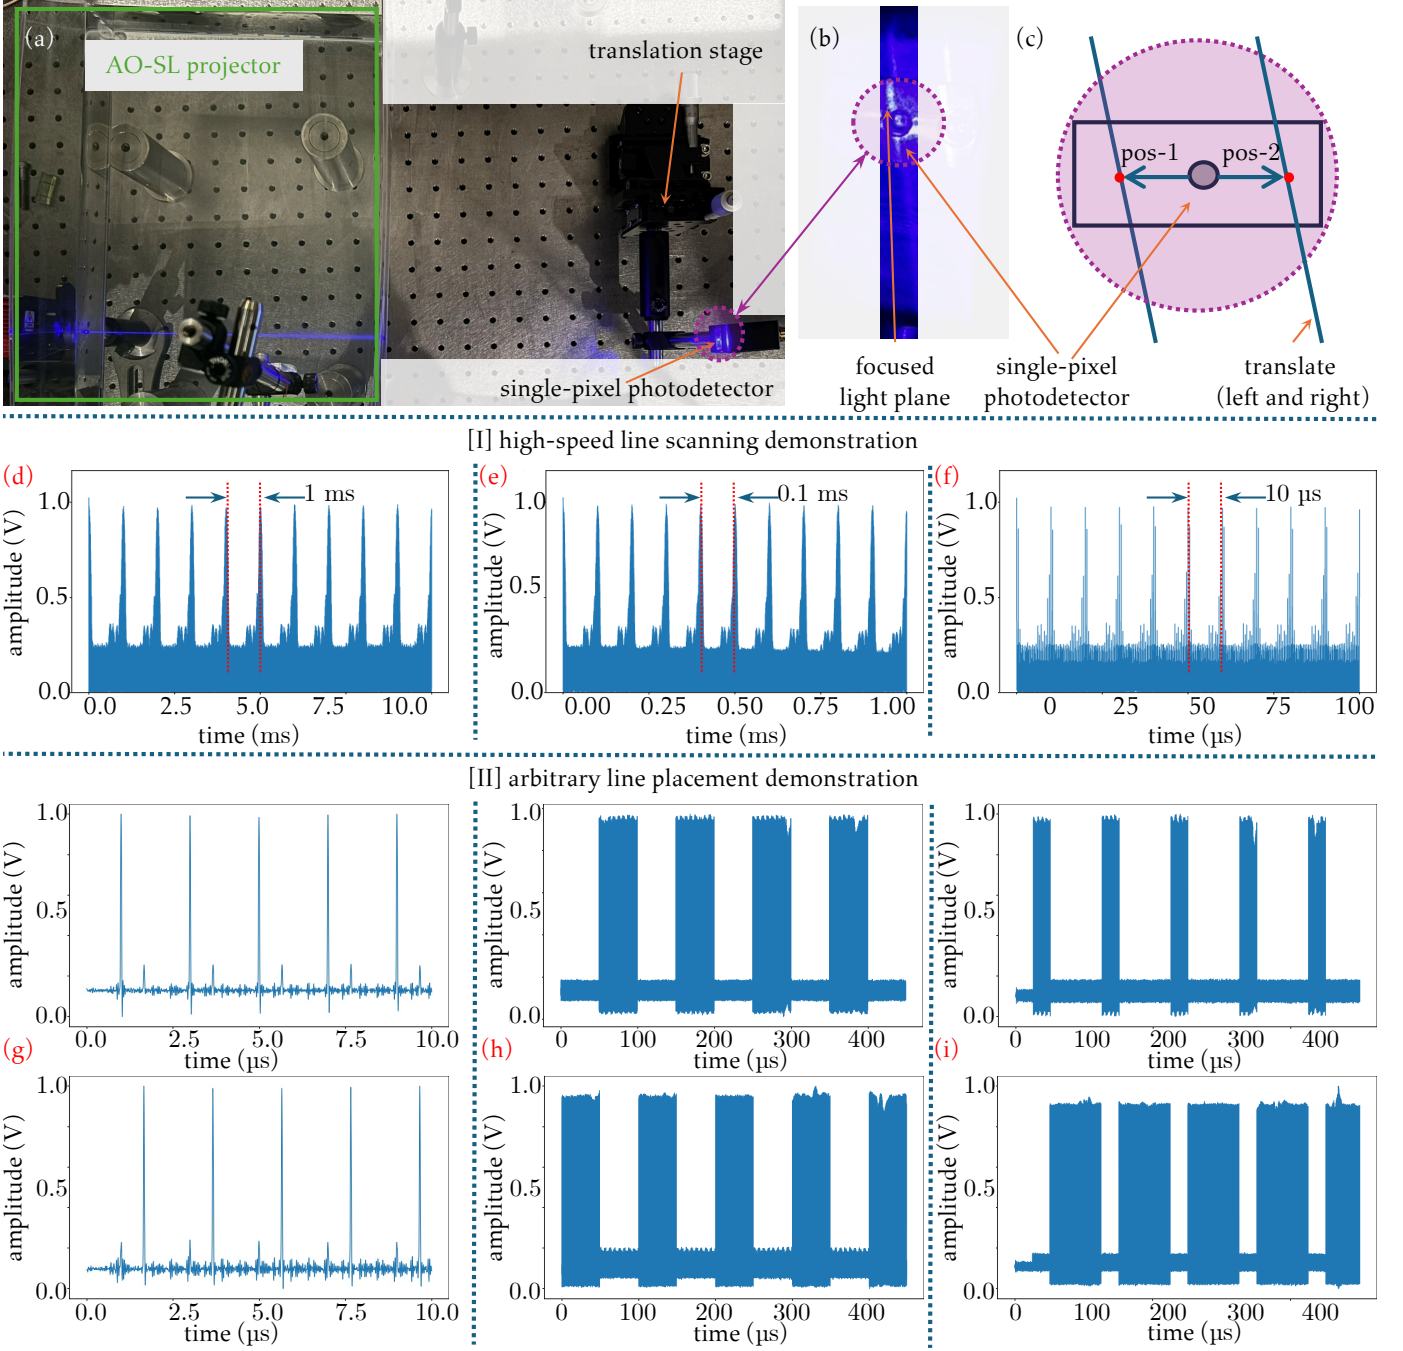 (a)
AO-SL projector
translation stage
single-pixel photodetector
(b)
focused
light plane
single-pixel
photodetector
(c)
pos-1
pos-2
translate
(left and right)
[I] high-speed line scanning demonstration
(d)
amplitude (V)
1.0
0.5
0.0
1 ms
0.0 2.5 5.0 7.5 10.0
time (ms)
(e)
amplitude (V)
1.0
0.5
0.0
0.1 ms
0.00 0.25 0.50 0.75 1.00
time (ms)
(f)
amplitude (V)
1.0
0.5
0.0
10 µs
0 25 50 75 100
time (µs)
[II] arbitrary line placement demonstration
amplitude (V)
1.0
0.5
0.0
0.0 2.5 5.0 7.5 10.0
time (µs)
(g)
amplitude (V)
1.0
0.5
0.0
0.0 2.5 5.0 7.5 10.0
time (µs)
amplitude (V)
1.0
0.5
0.0
0 100 200 300 400
time (µs)
(h)
amplitude (V)
1.0
0.5
0.0
0 100 200 300 400
time (µs)
amplitude (V)
1.0
0.5
0.0
0 100 200 300 400
time (µs)
(i)
amplitude (V)
1.0
0.5
0.0
0 100 200 300 400
time (µs)